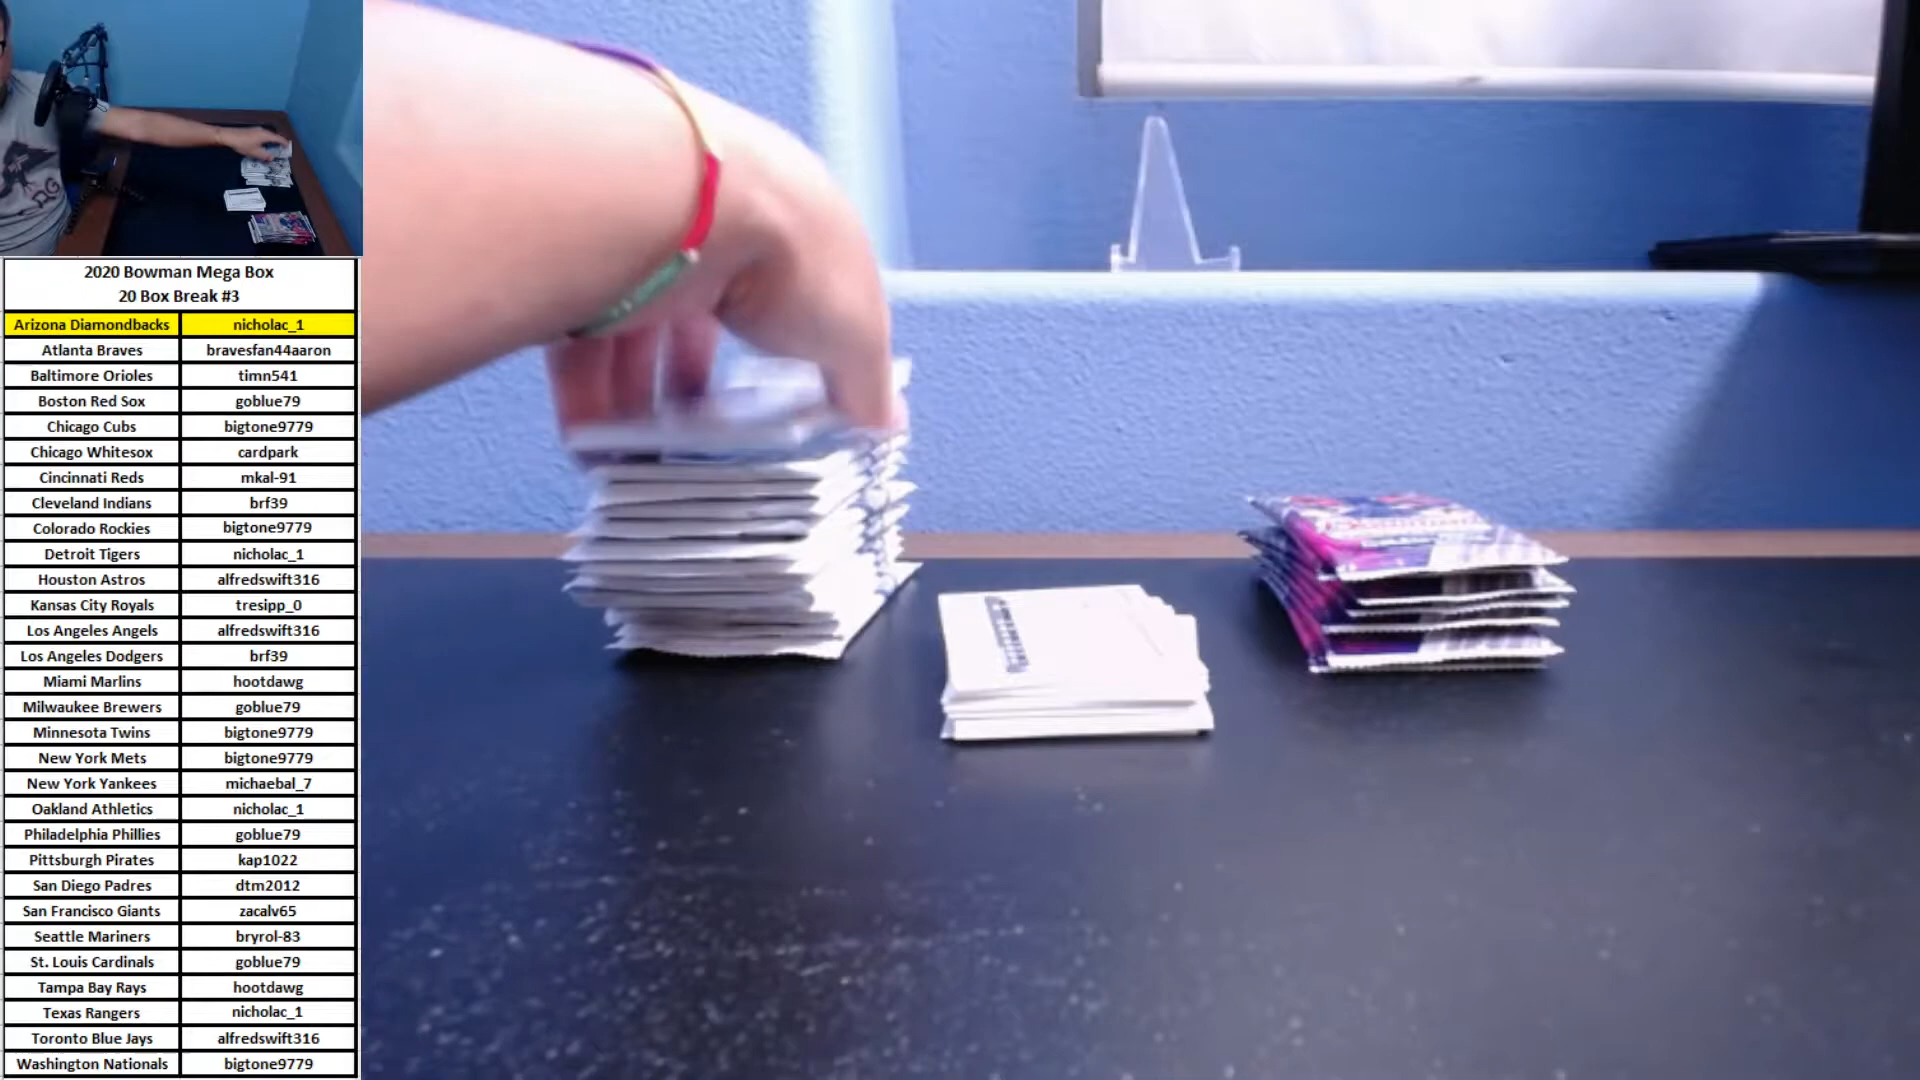 2020 Bowman Mega Box
20 Box Break #3
Arizona Diamondbacks nicholac_1
Atlanta Braves bravesfan44aaron
Baltimore Orioles timn541
Boston Red Sox goblue79
Chicago Cubs bigtone9779
Chicago Whitesox cardpark
Cincinnati Reds mkal-91
Cleveland Indians brf39
Colorado Rockies bigtone9779
Detroit Tigers nicholac_1
Houston Astros alfredswift316
Kansas City Royals tresipp_0
Los Angeles Angels alfredswift316
Los Angeles Dodgers brf39
Miami Marlins hootdawg
Milwaukee Brewers goblue79
Minnesota Twins bigtone9779
New York Mets bigtone9779
New York Yankees michaebal_7
Oakland Athletics nicholac_1
Philadelphia Phillies goblue79
Pittsburgh Pirates kap1022
San Diego Padres dtm2012
San Francisco Giants zacalv65
Seattle Mariners bryrol-83
St. Louis Cardinals goblue79
Tampa Bay Rays hootdawg
Texas Rangers nicholac_1
Toronto Blue Jays alfredswift316
Washington Nationals bigtone9779